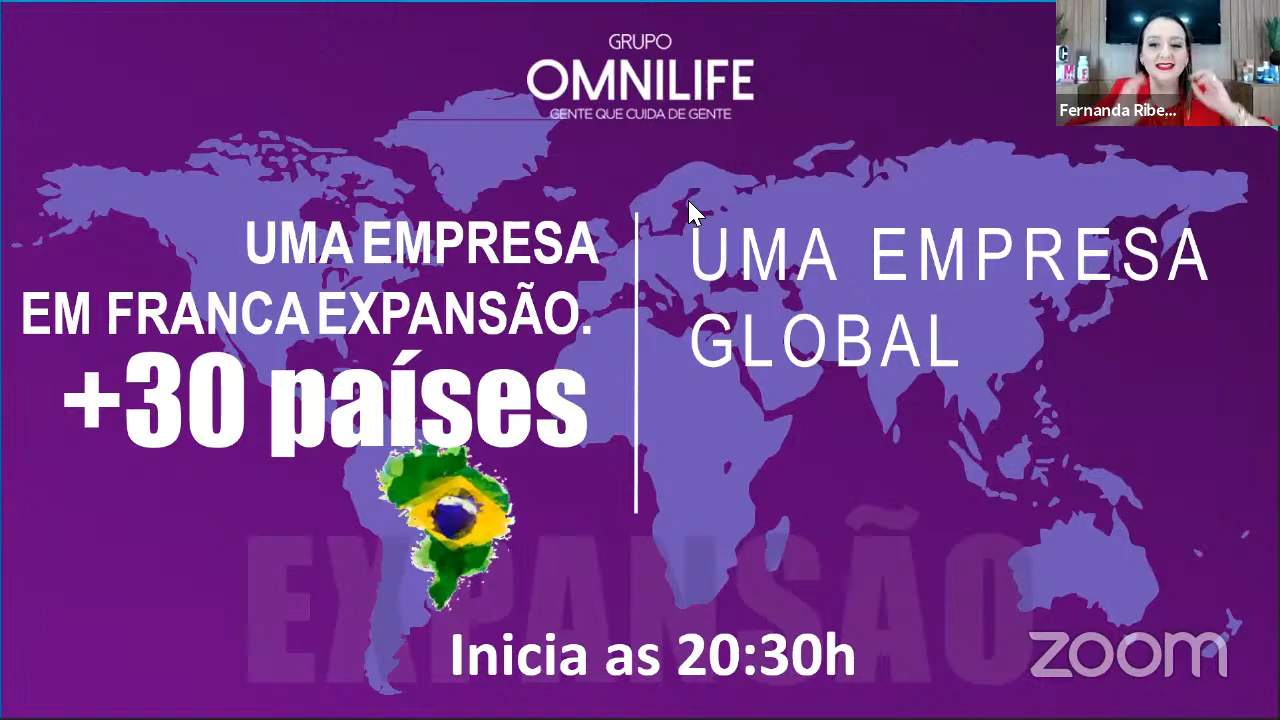 GRUPO
OMNILIFE
GENTE QUE CUIDA DE GENTE
Fernanda Ribe...
UMA EMPRESA
EM FRANCA EXPANSÃO.
+30 países
UMA EMPRESA
GLOBAL
EXPANSÃO
Inicia as 20:30h
zoom